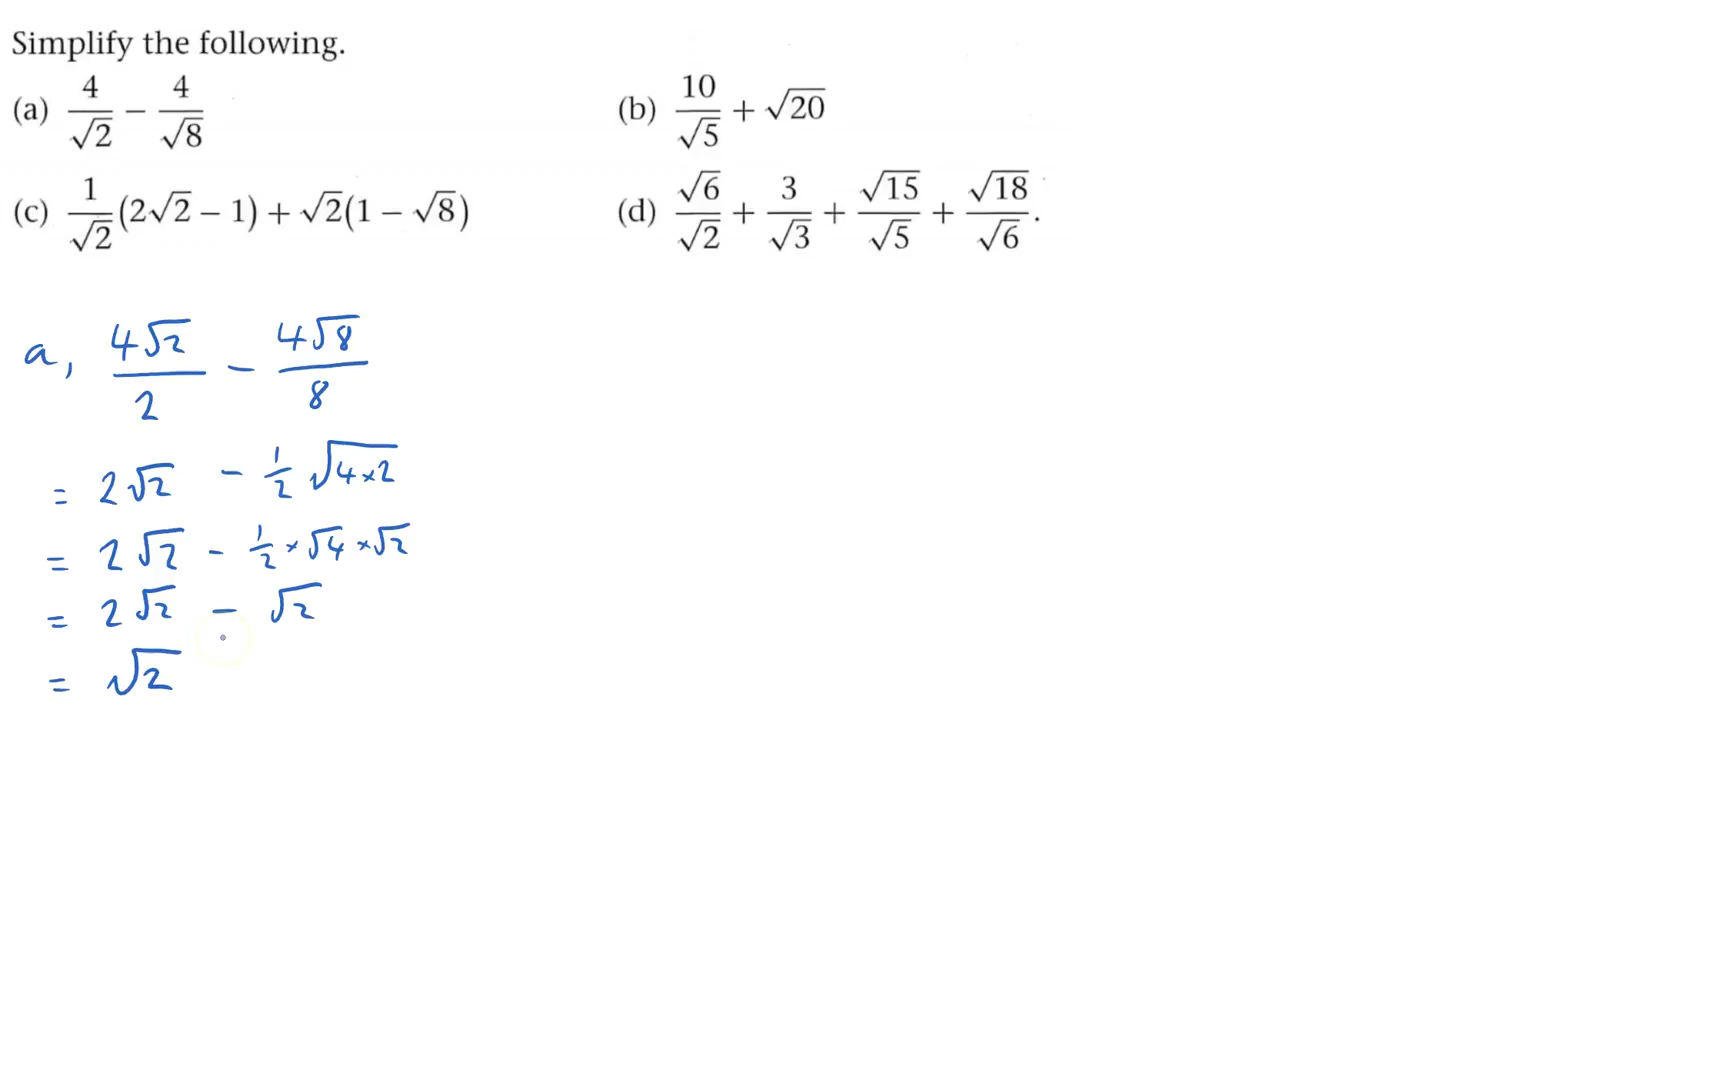 Simplify the following.
(a) 4/√2 − 4/√8
(b) 10/√5 + √20
(c) 1/√2 (2√2 − 1) + √2(1 − √8)
(d) √6/√2 + 3/√3 + √15/√5 + √18/√6.
a, 4√2/2 − 4√8/8
= 2√2 − 1/2 √(4×2)
= 2√2 − 1/2 × √4 × √2
= 2√2 − √2
= √2